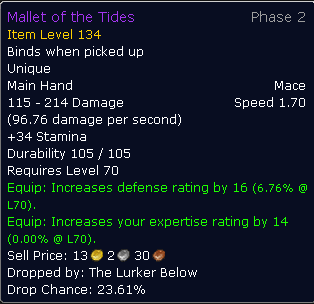 Mallet of the Tides Phase 2
Item Level 134
Binds when picked up
Unique
Main Hand Mace
115 - 214 Damage Speed 1.70
(96.76 damage per second)
+34 Stamina
Durability 105 / 105
Requires Level 70
Equip: Increases defense rating by 16 (6.76% @
L70).
Equip: Increases your expertise rating by 14
(0.00% @ L70).
Sell Price: 13 2 30
Dropped by: The Lurker Below
Drop Chance: 23.61%